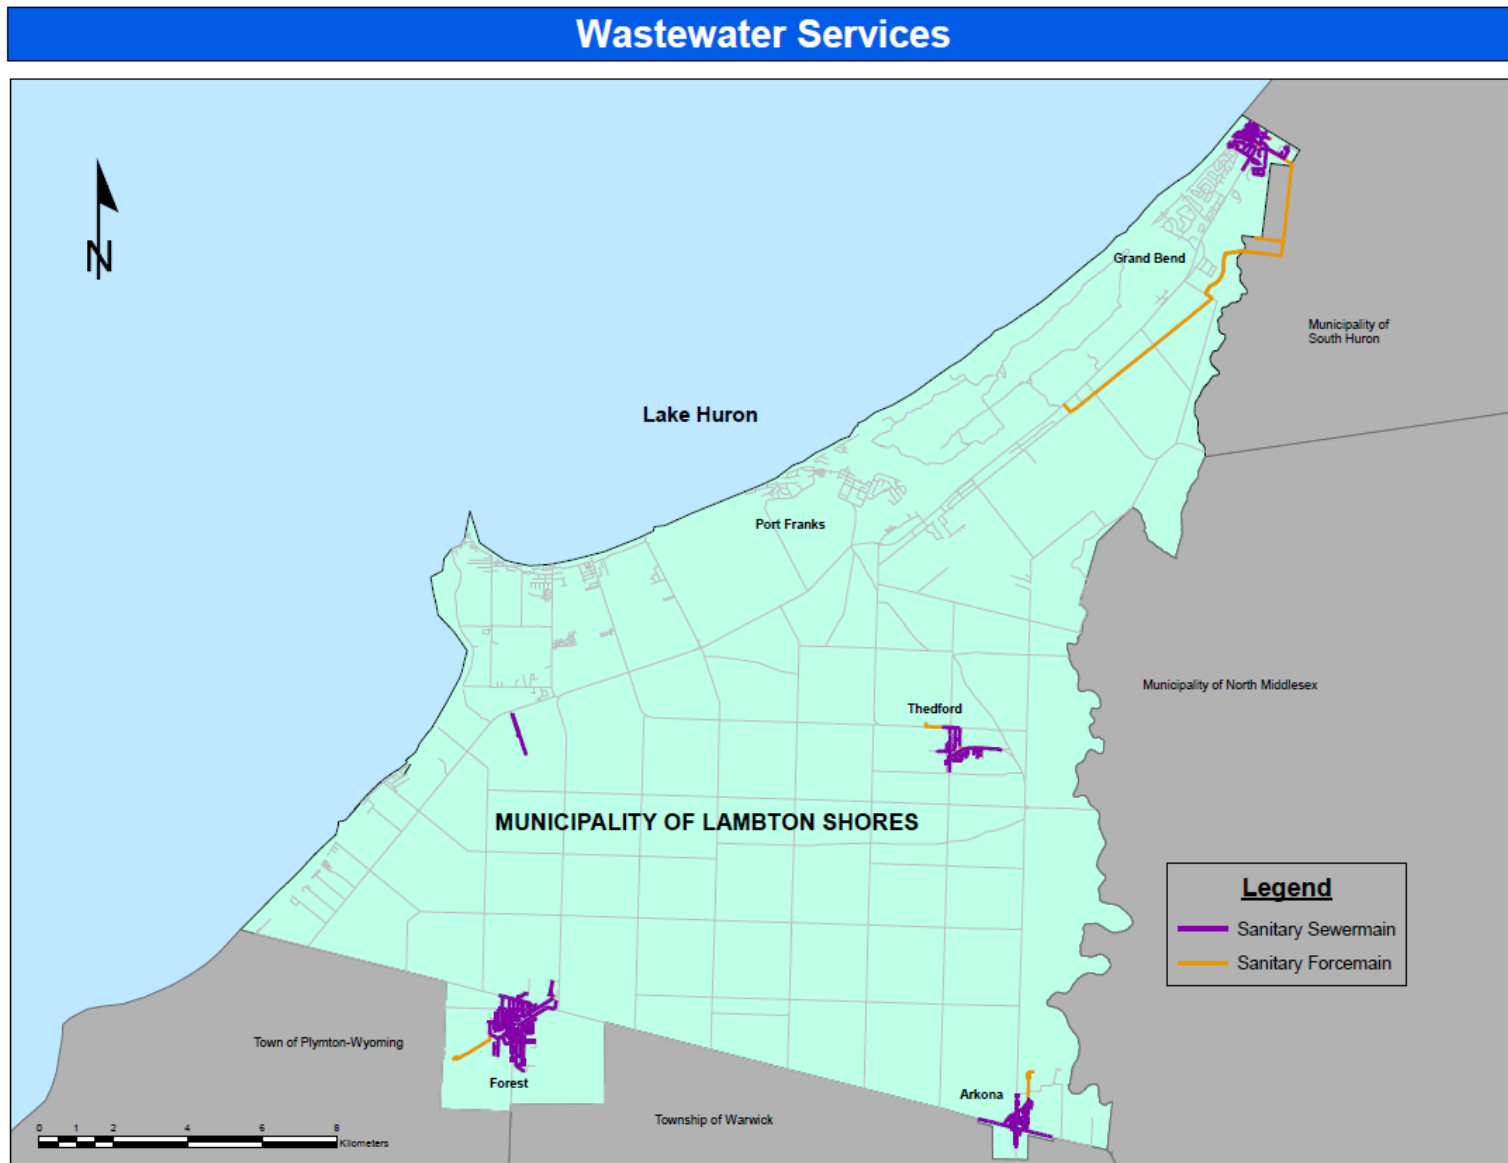 Wastewater Services
N
Grand Bend
Municipality of
South Huron
Lake Huron
Port Franks
Municipality of North Middlesex
Thedford
MUNICIPALITY OF LAMBTON SHORES
Legend
Sanitary Sewermain
Sanitary Forcemain
Town of Plymton-Wyoming
Forest
Arkona
Township of Warwick
0 1 2 4 6 8
Kilometers